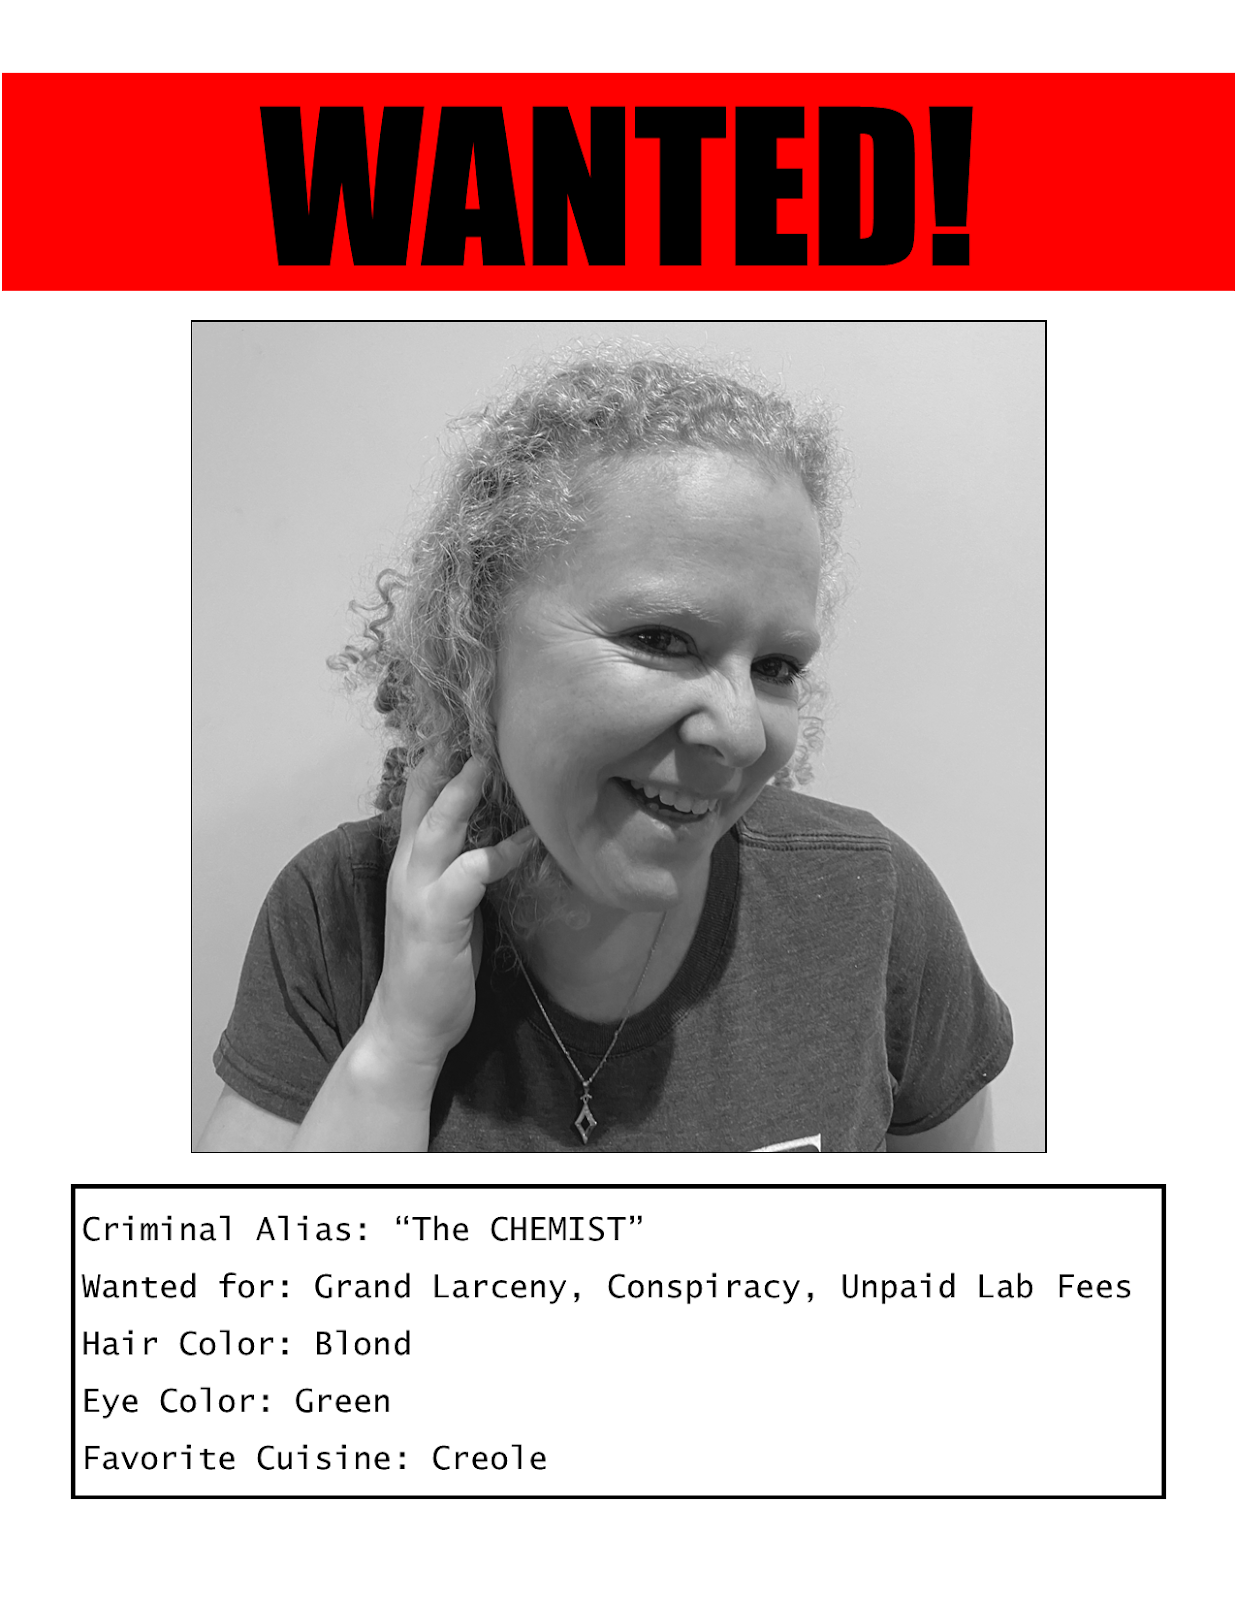 WANTED!
Criminal Alias: “The CHEMIST”
Wanted for: Grand Larceny, Conspiracy, Unpaid Lab Fees
Hair Color: Blond
Eye Color: Green
Favorite Cuisine: Creole